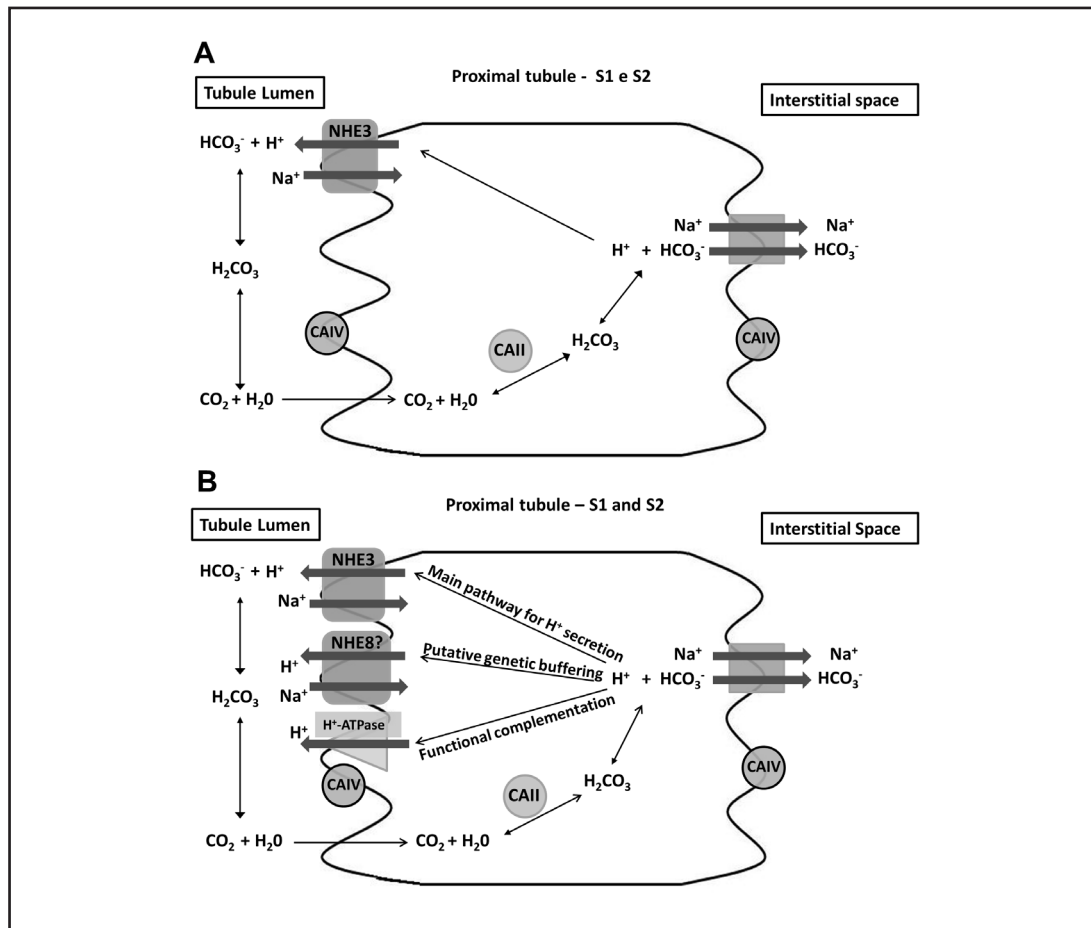 A
Proximal tubule - S1 e S2
Tubule Lumen
Interstitial space
NHE3
HCO₃⁻ + H⁺
Na⁺
Na⁺ Na⁺
H⁺ + HCO₃⁻ HCO₃⁻
H₂CO₃
CAIV
CAII
H₂CO₃
CAIV
CO₂ + H₂0
CO₂ + H₂0
B
Proximal tubule – S1 and S2
Tubule Lumen
Interstitial Space
NHE3
HCO₃⁻ + H⁺
Main pathway for H⁺ secretion
Na⁺
NHE8?
Putative genetic buffering
H⁺
Na⁺ Na⁺
H⁺ + HCO₃⁻ HCO₃⁻
H₂CO₃
Na⁺
H⁺-ATPase
H⁺
Functional complementation
CAIV
CAII
H₂CO₃
CAIV
CO₂ + H₂0
CO₂ + H₂0